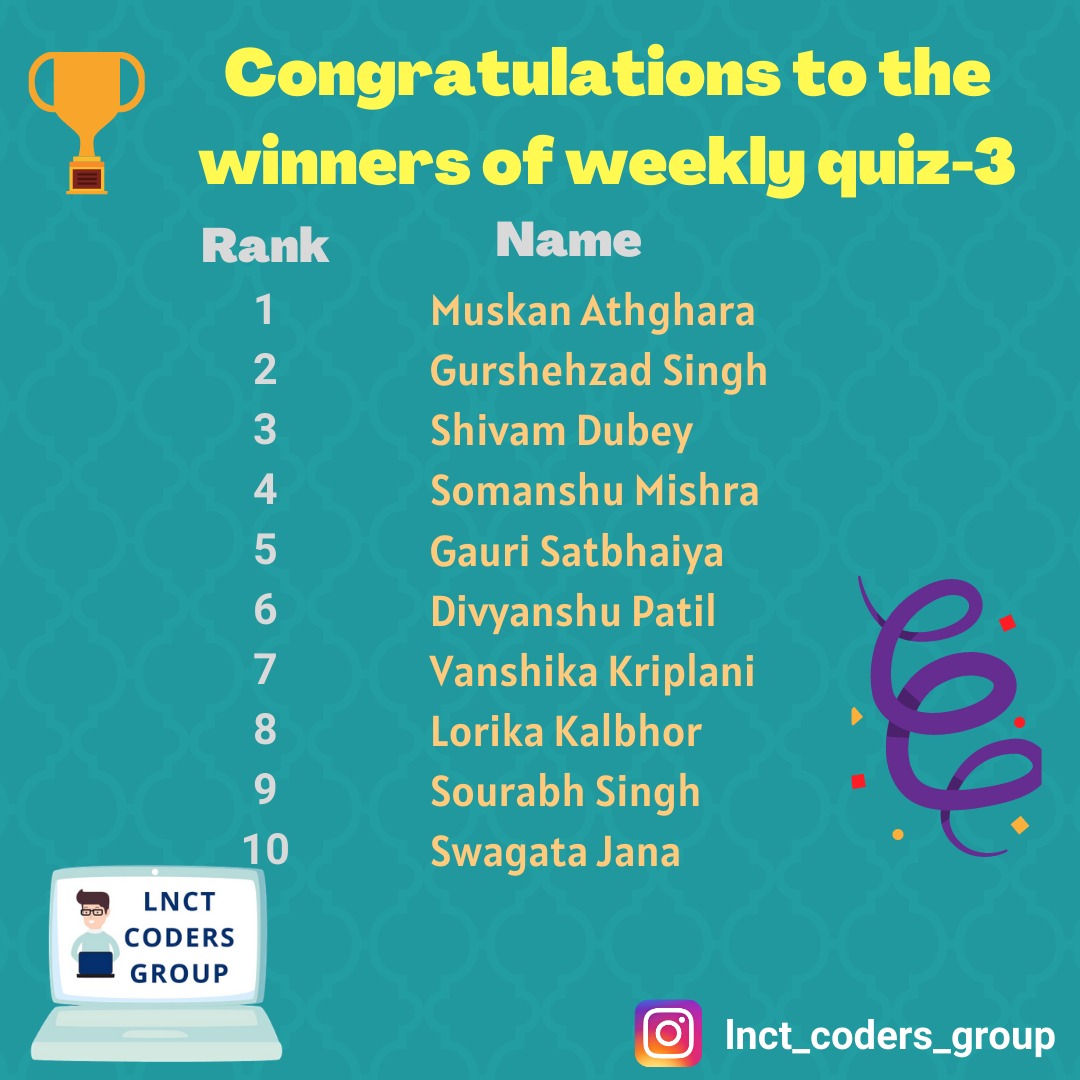 Congratulations to the
winners of weekly quiz-3
Rank Name
1 Muskan Athghara
2 Gurshehzad Singh
3 Shivam Dubey
4 Somanshu Mishra
5 Gauri Satbhaiya
6 Divyanshu Patil
7 Vanshika Kriplani
8 Lorika Kalbhor
9 Sourabh Singh
10 Swagata Jana
LNCT
CODERS
GROUP
lnct_coders_group